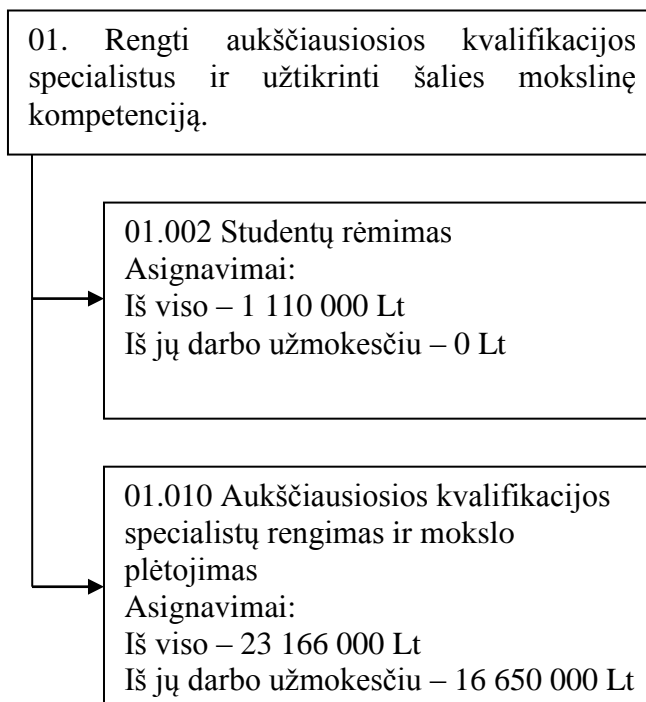 01. Rengti aukščiausiosios kvalifikacijos
specialistus ir užtikrinti šalies mokslinę
kompetenciją.
01.002 Studentų rėmimas
Asignavimai:
Iš viso – 1 110 000 Lt
Iš jų darbo užmokesčiu – 0 Lt
01.010 Aukščiausiosios kvalifikacijos
specialistų rengimas ir mokslo
plėtojimas
Asignavimai:
Iš viso – 23 166 000 Lt
Iš jų darbo užmokesčiu – 16 650 000 Lt